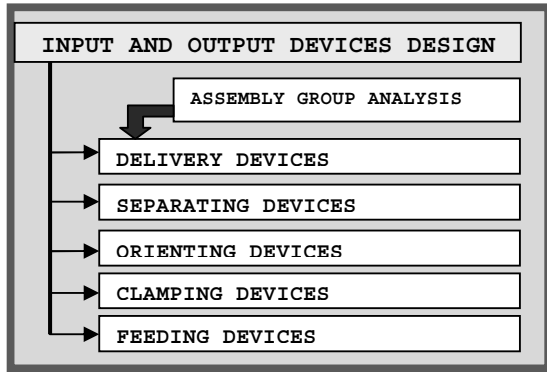 INPUT AND OUTPUT DEVICES DESIGN
ASSEMBLY GROUP ANALYSIS
DELIVERY DEVICES
SEPARATING DEVICES
ORIENTING DEVICES
CLAMPING DEVICES
FEEDING DEVICES